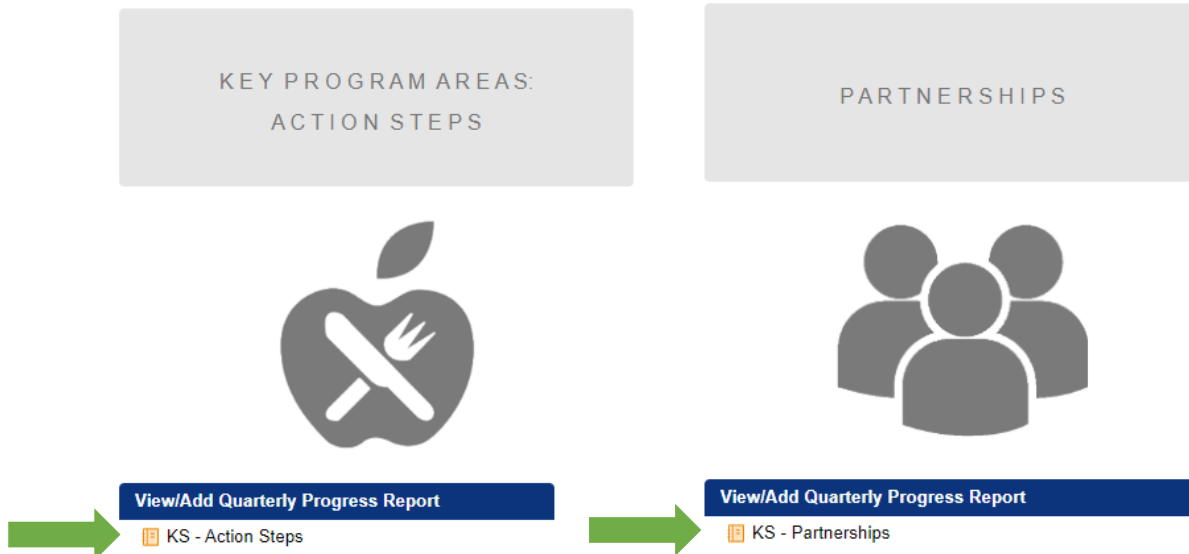 KEY PROGRAM AREAS:
ACTION STEPS
PARTNERSHIPS
View/Add Quarterly Progress Report
KS - Action Steps
View/Add Quarterly Progress Report
KS - Partnerships